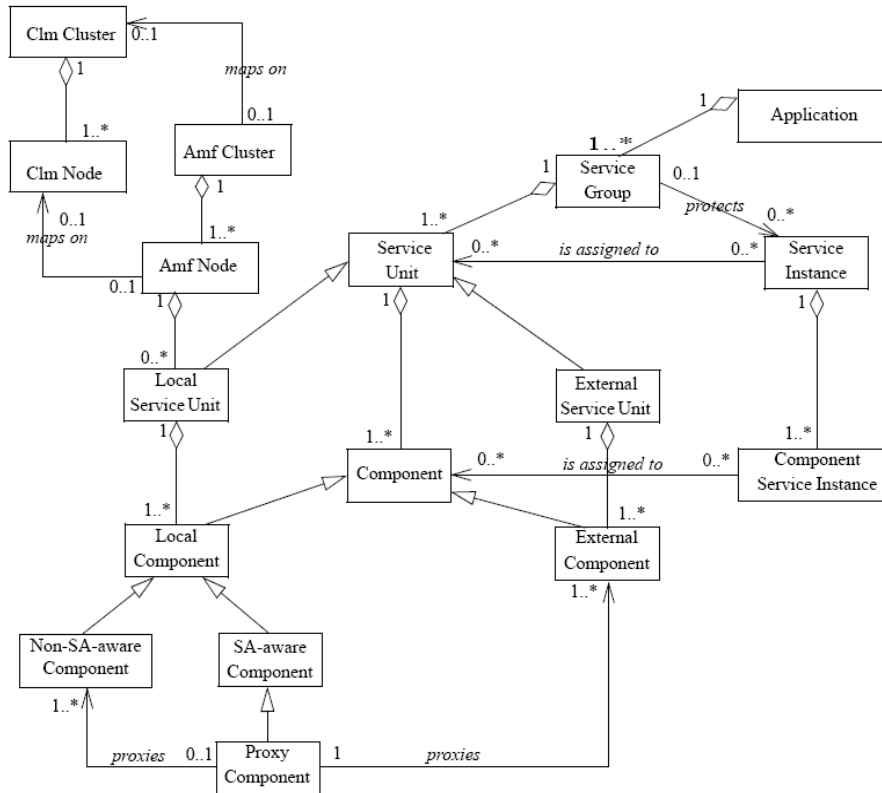 Clm Cluster
0..1
1
maps on
1..*
0..1
Clm Node
Amf Cluster
1
0..1
maps on
1..*
Amf Node
0..1
1
0..*
Application
1
1 . . *
Service
Group
1
0..1
protects
0..*
1..*
Service
Unit
0..*
is assigned to
0..*
Service
Instance
1
1
Local
Service Unit
1
External
Service Unit
1
1..*
1..*
Component
0..*
is assigned to
0..*
Component
Service Instance
1..*
Local
Component
1..*
External
Component
1..*
Non-SA-aware
Component
SA-aware
Component
1..*
proxies
0..1
Proxy
Component
1
proxies